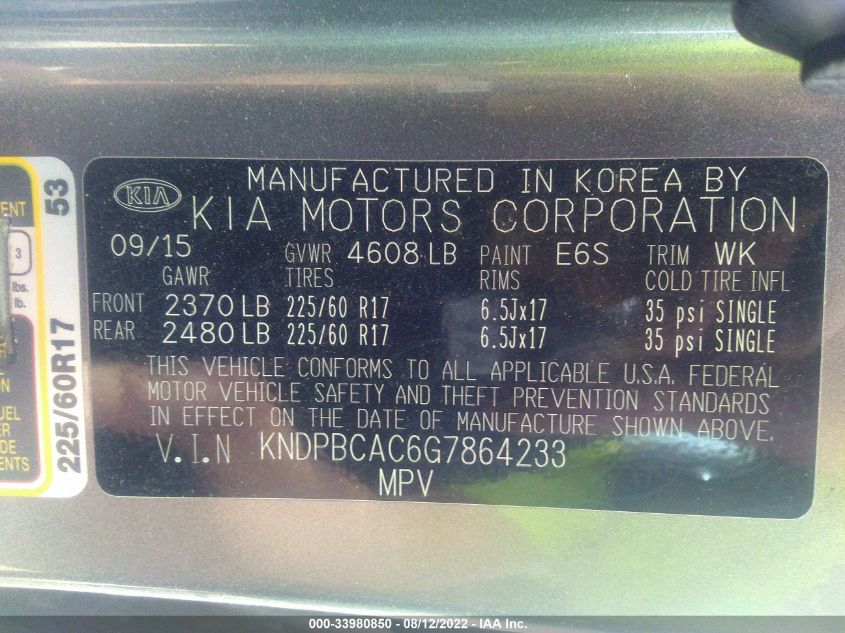 MANUFACTURED IN KOREA BY
KIA KIA MOTORS CORPORATION
09/15 GVWR 4608 LB PAINT E6S TRIM WK
GAWR TIRES RIMS COLD TIRE INFL
FRONT 2370 LB 225/60 R17 6.5Jx17 35 psi SINGLE
REAR 2480 LB 225/60 R17 6.5Jx17 35 psi SINGLE
THIS VEHICLE CONFORMS TO ALL APPLICABLE U.S.A. FEDERAL
MOTOR VEHICLE SAFETY AND THEFT PREVENTION STANDARDS
IN EFFECT ON THE DATE OF MANUFACTURE SHOWN ABOVE.
V.I.N KNDPBCAC6G7864233
MPV
53
225/60R17
3
lbs.
lb.
000-33980850 - 08/12/2022 - IAA Inc.